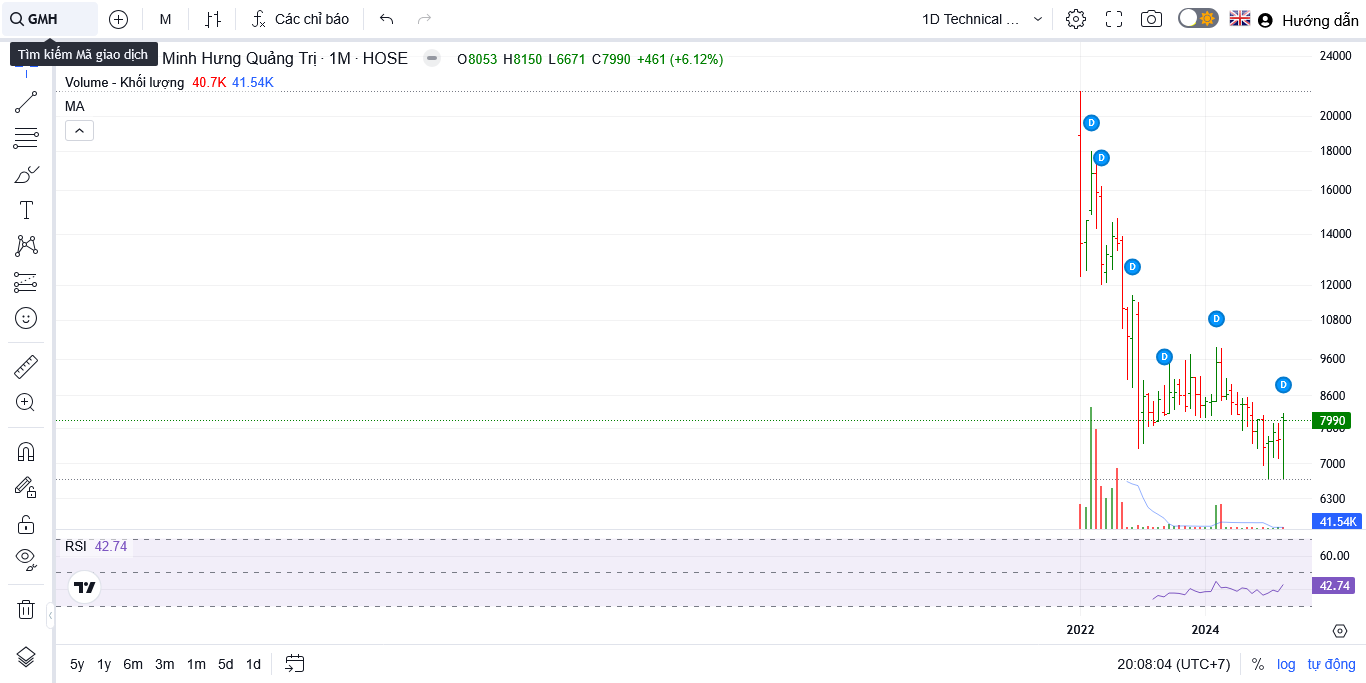 GMH M Các chỉ báo 1D Technical ... Hướng dẫn
Tìm kiếm Mã giao dịch
Minh Hưng Quảng Trị · 1M · HOSE O8053 H8150 L6671 C7990 +461 (+6.12%)
Volume - Khối lượng 40.7K 41.54K
MA
24000
20000
18000
16000
14000
12000
10800
9600
8600
7990
7000
6300
41.54K
D
D
D
D
D
D
RSI 42.74
60.00
42.74
2022 2024
5y 1y 6m 3m 1m 5d 1d 20:08:04 (UTC+7) % log tự động